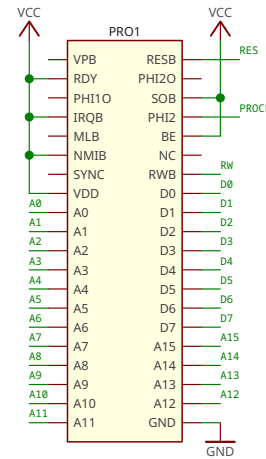 VCC VCC
PRO1
VPB RESB RES
RDY PHI2O
PHI1O SOB
IRQB PHI2 PROC
MLB BE
NMIB NC
SYNC RWB RW
VDD D0 D0
A0 A0 D1 D1
A1 A1 D2 D2
A2 A2 D3 D3
A3 A3 D4 D4
A4 A4 D5 D5
A5 A5 D6 D6
A6 A6 D7 D7
A7 A7 A15 A15
A8 A8 A14 A14
A9 A9 A13 A13
A10 A10 A12 A12
A11 A11 GND
GND